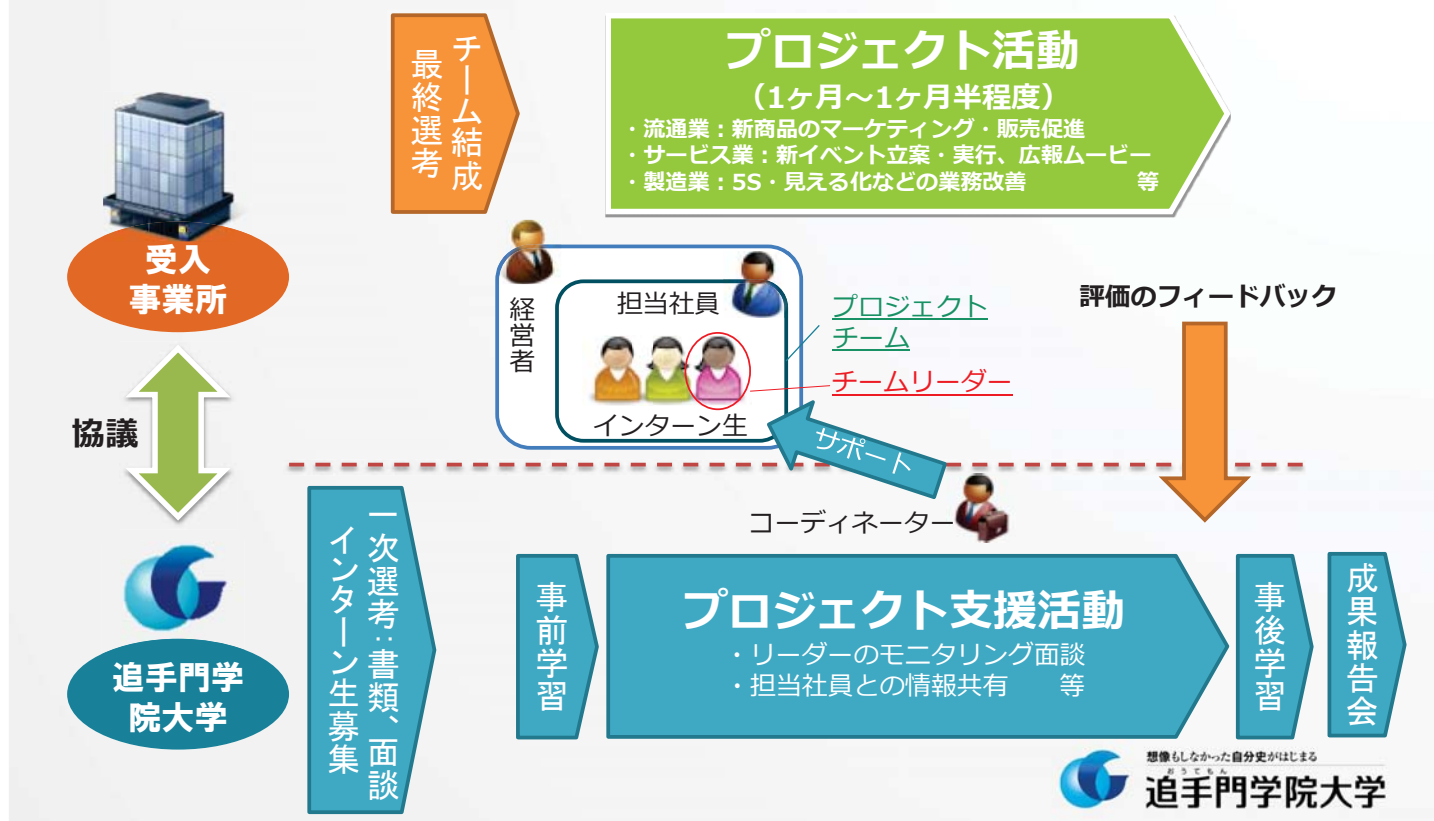 チーム結成
最終選考
プロジェクト活動
（1ヶ月～1ヶ月半程度）
・流通業：新商品のマーケティング・販売促進
・サービス業：新イベント立案・実行、広報ムービー
・製造業：5S・見える化などの業務改善　　　　　等
受入
事業所
経営者
担当社員
インターン生
プロジェクト
チーム
チームリーダー
評価のフィードバック
協議
サポート
コーディネーター
一次選考：書類、面談
インターン生募集
事前学習
プロジェクト支援活動
・リーダーのモニタリング面談
・担当社員との情報共有　　等
事後学習
成果報告会
追手門学
院大学
想像もしなかった自分史がはじまる
おうてもん
追手門学院大学